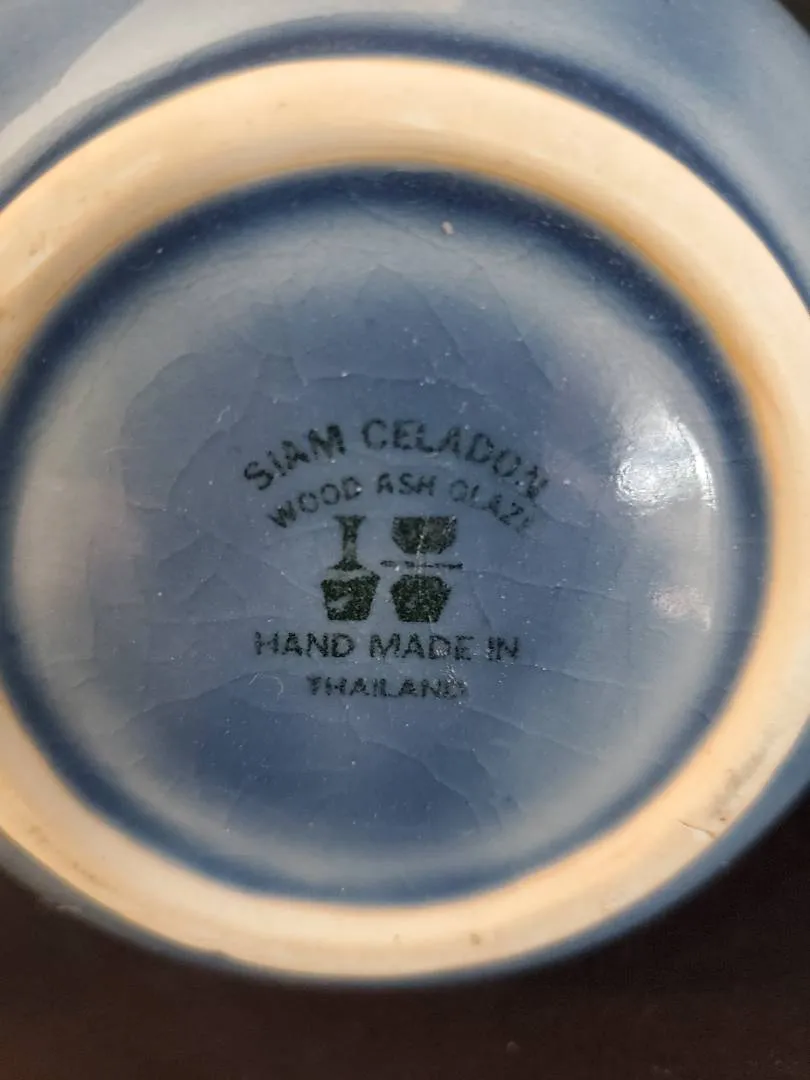 SIAM CELADON
WOOD ASH GLAZE
HAND MADE IN
THAILAND